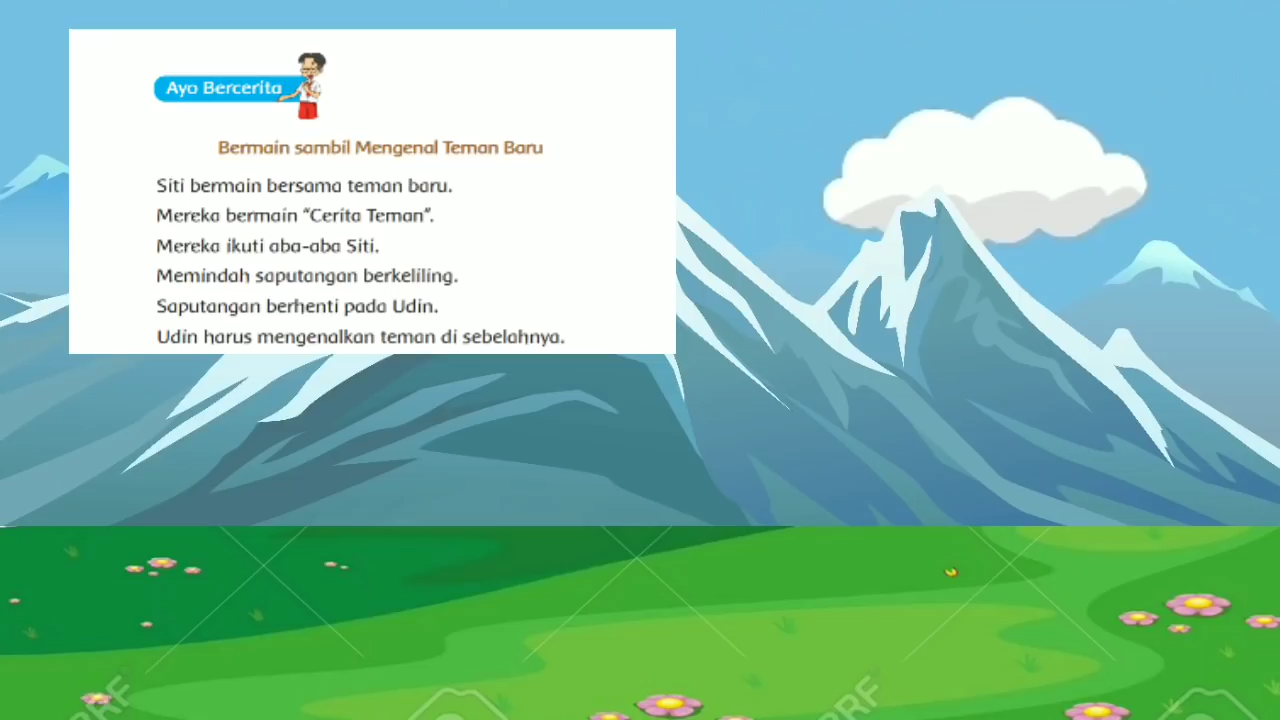 Ayo Bercerita
Bermain sambil Mengenal Teman Baru
Siti bermain bersama teman baru.
Mereka bermain “Cerita Teman”.
Mereka ikuti aba-aba Siti.
Memindah saputangan berkeliling.
Saputangan berhenti pada Udin.
Udin harus mengenalkan teman di sebelahnya.